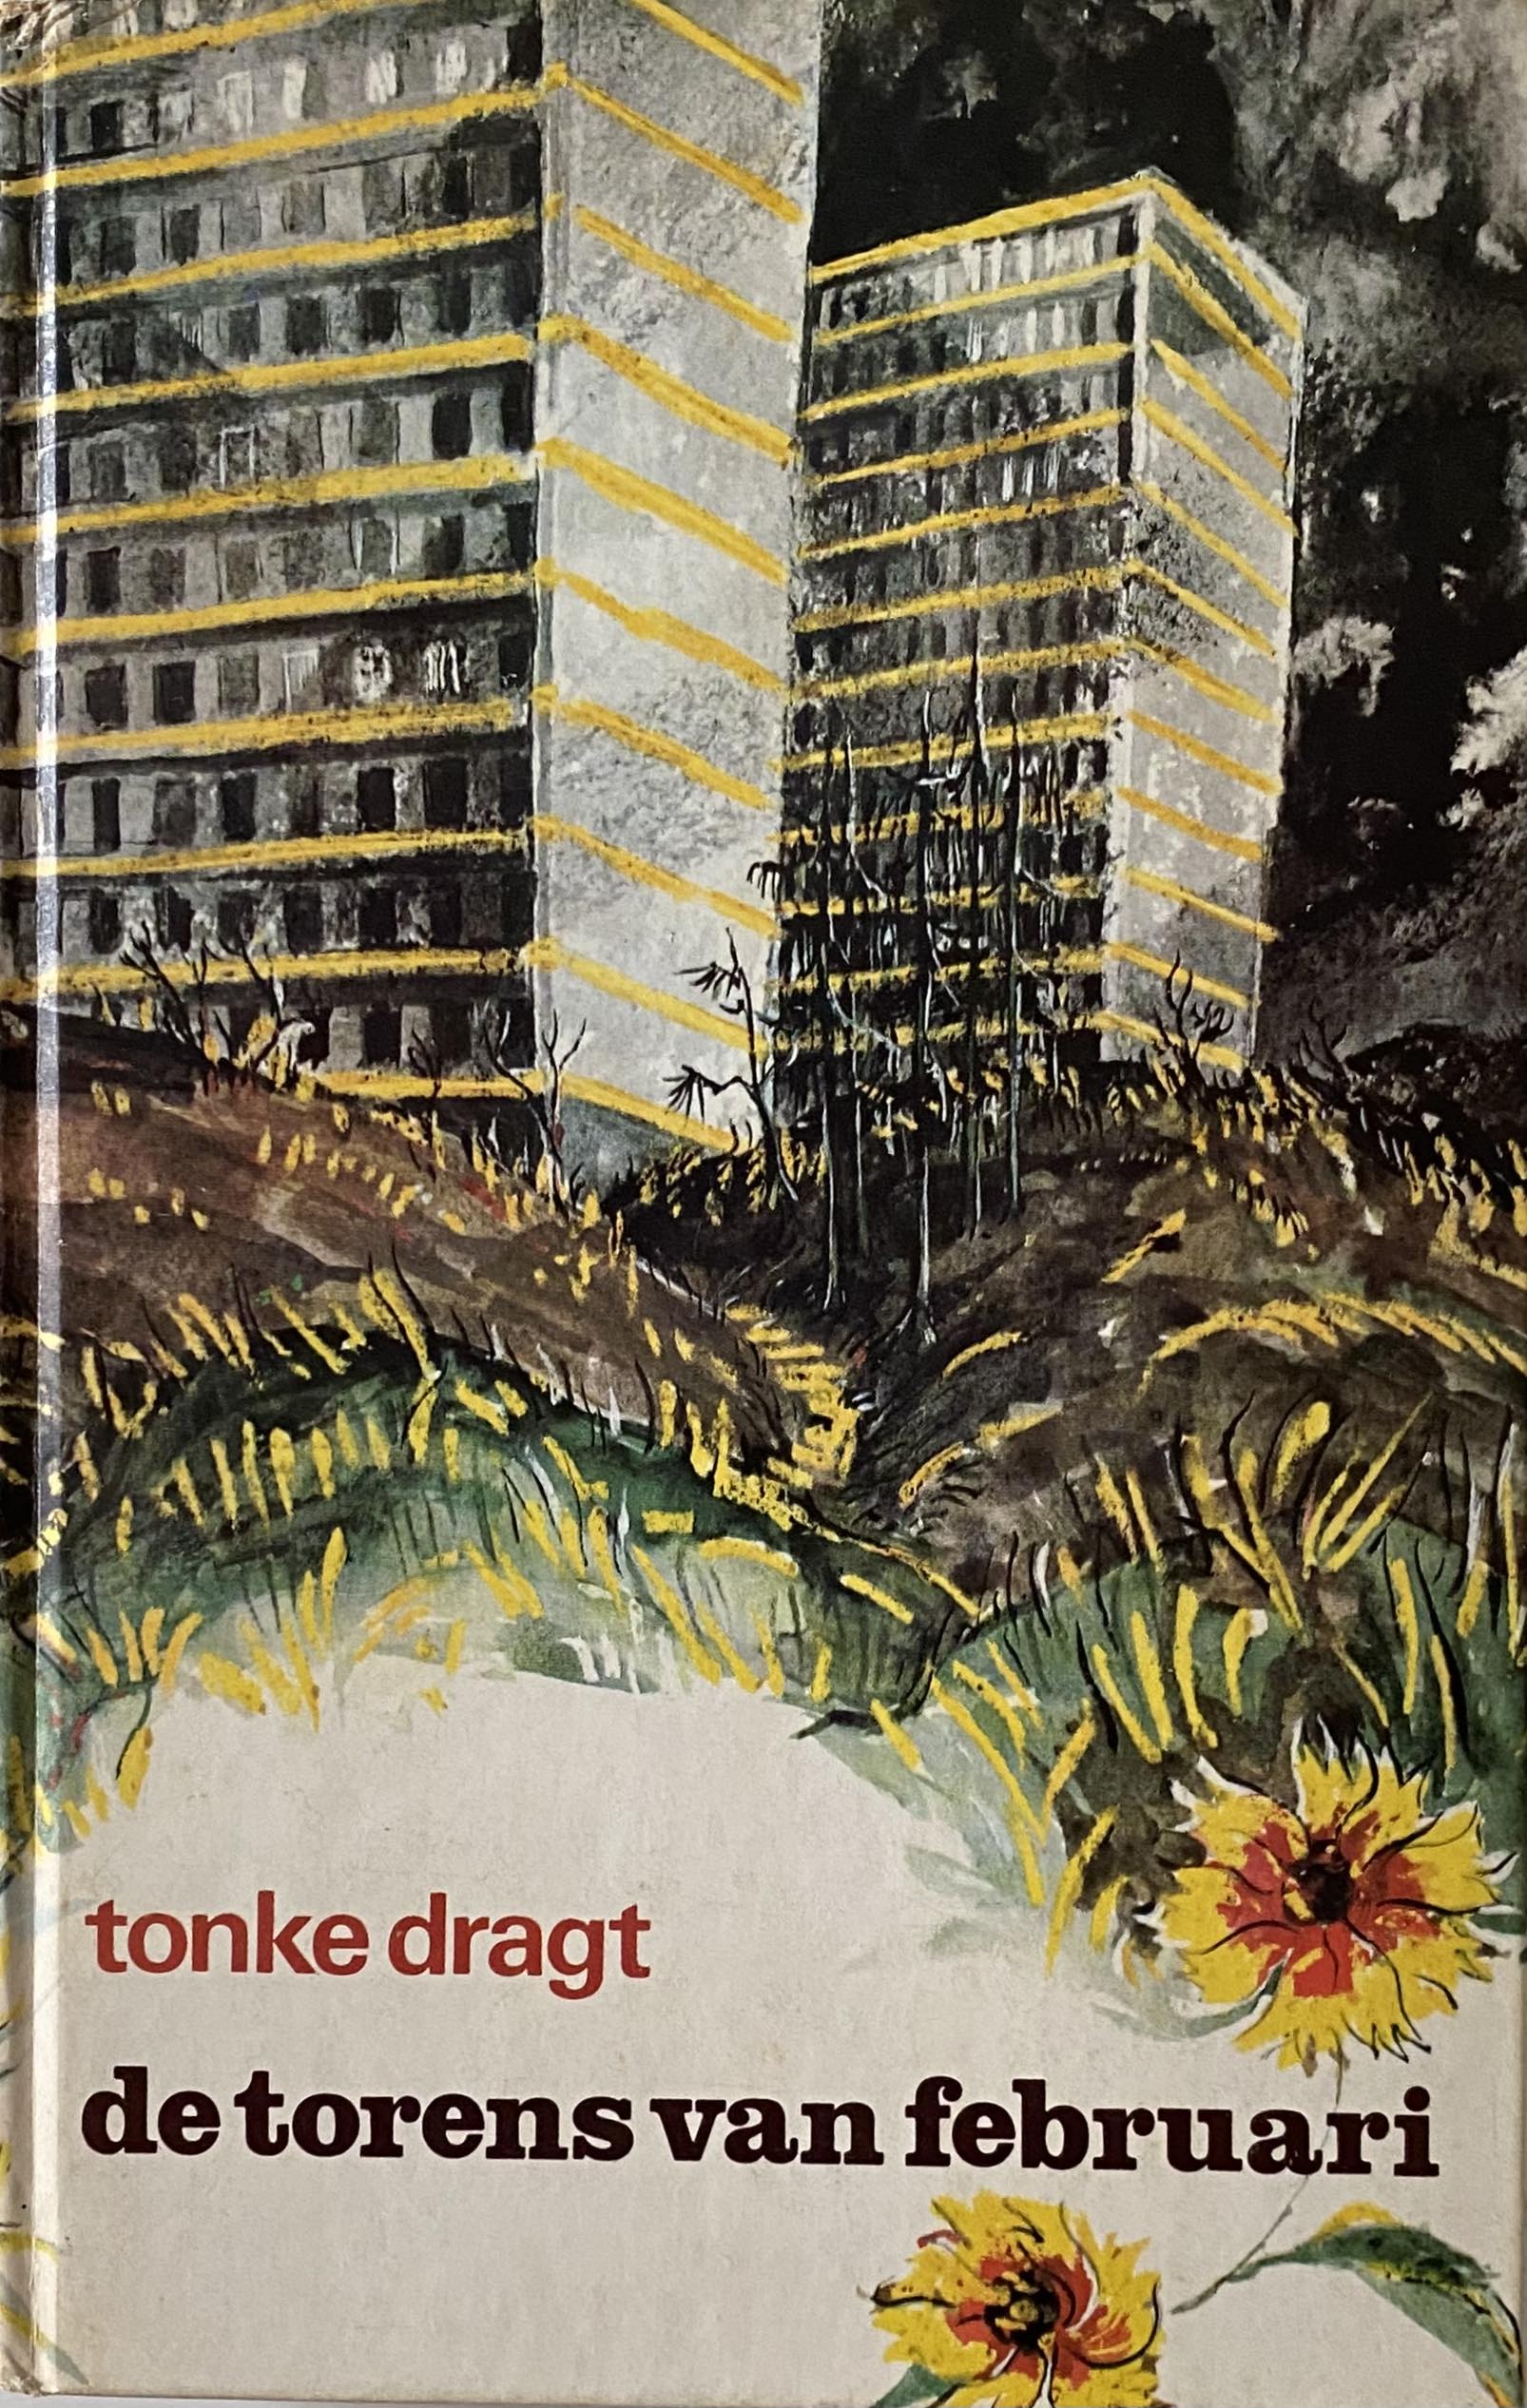 tonke dragt
de torens van februari